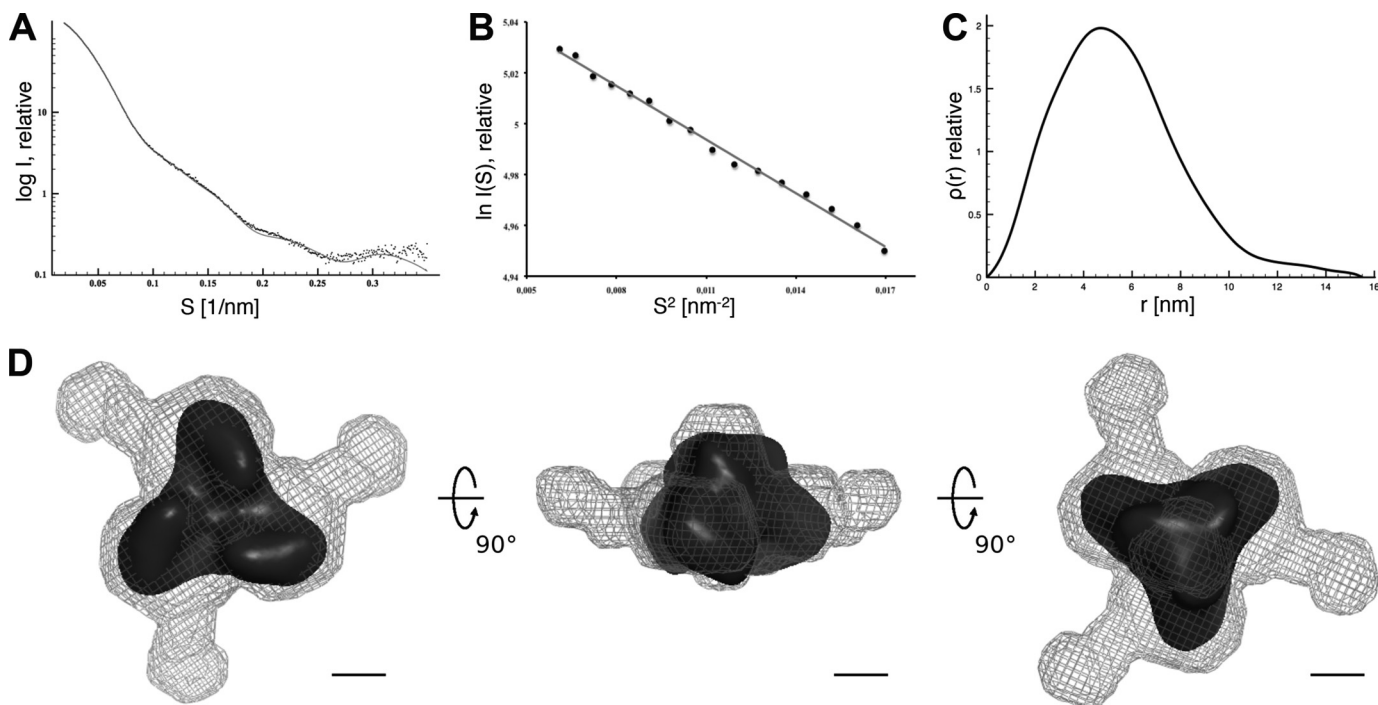 A
log I, relative
10
1
0.1
0.05 0.1 0.15 0.2 0.25 0.3
S [1/nm]
B
ln I(S), relative
5,04
5,02
5
4,98
4,96
4,94
0,005 0,008 0,011 0,014 0,017
S² [nm⁻²]
C
ρ(r) relative
2
1.5
1
0.5
0
0 2 4 6 8 10 12 14 16
r [nm]
D
90°
90°